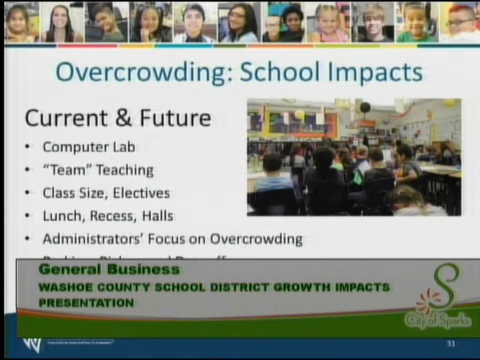 Overcrowding: School Impacts
Current & Future
• Computer Lab
• “Team” Teaching
• Class Size, Electives
• Lunch, Recess, Halls
• Administrators’ Focus on Overcrowding
General Business
WASHOE COUNTY SCHOOL DISTRICT GROWTH IMPACTS
PRESENTATION
City of Sparks
31